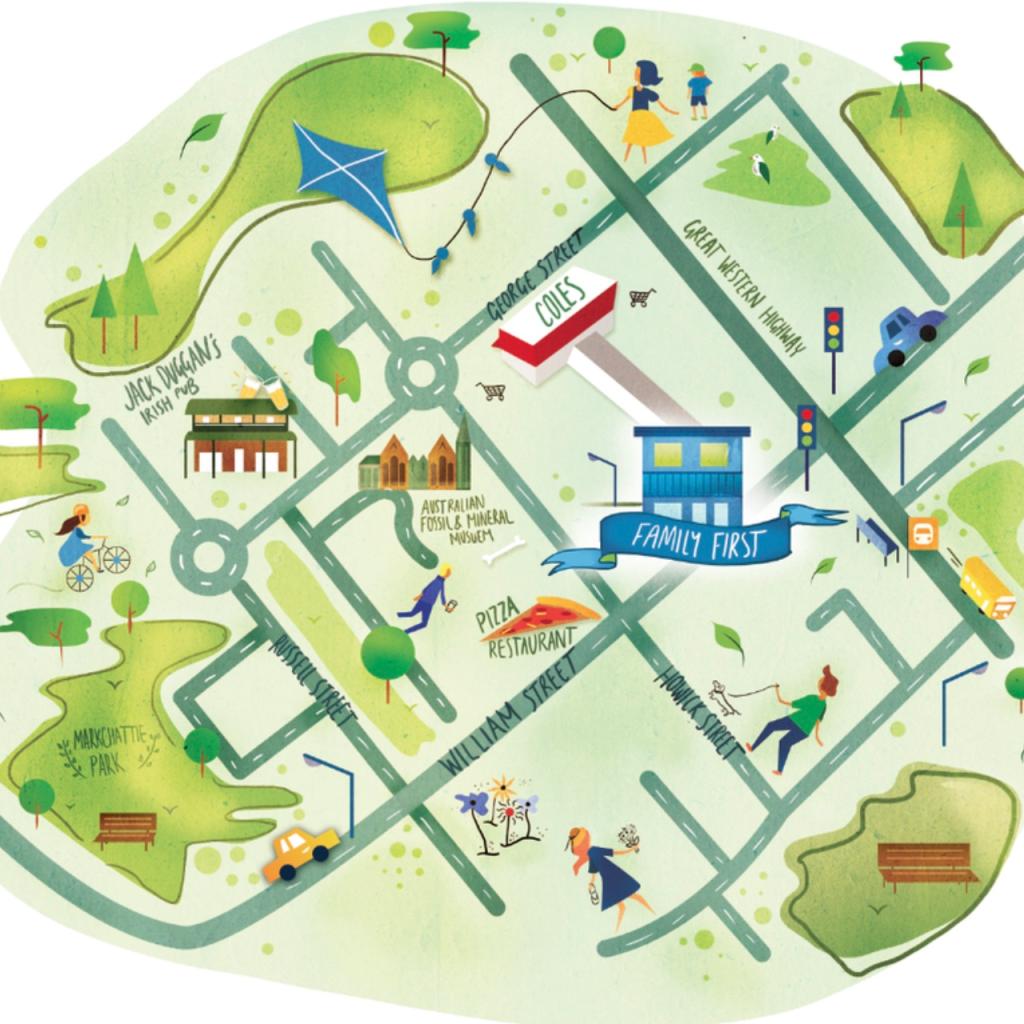 GREAT WESTERN HIGHWAY
GEORGE STREET
COLES
JACK DUGGAN'S
IRISH PUB
AUSTRALIAN
FOSSIL & MINERAL
MUSUEM
FAMILY FIRST
PIZZA
RESTAURANT
RUSSELL STREET
WILLIAM STREET
HOWICK STREET
MARKCHATTIE
PARK